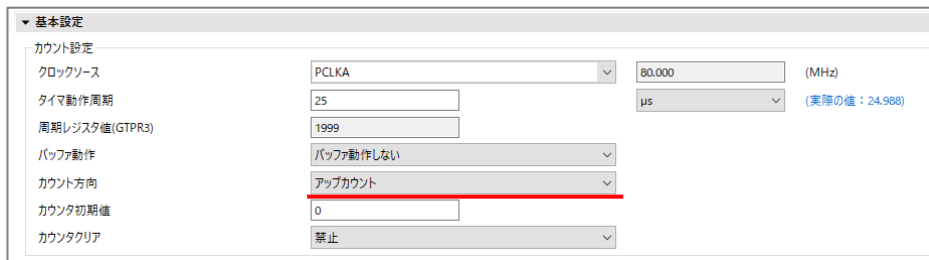 ▼ 基本設定
カウント設定
クロックソース PCLKA 80.000 (MHz)
タイマ動作周期 25 μs (実際の値：24.988)
周期レジスタ値(GTPR3) 1999
バッファ動作 バッファ動作しない
カウント方向 アップカウント
カウンタ初期値 0
カウンタクリア 禁止